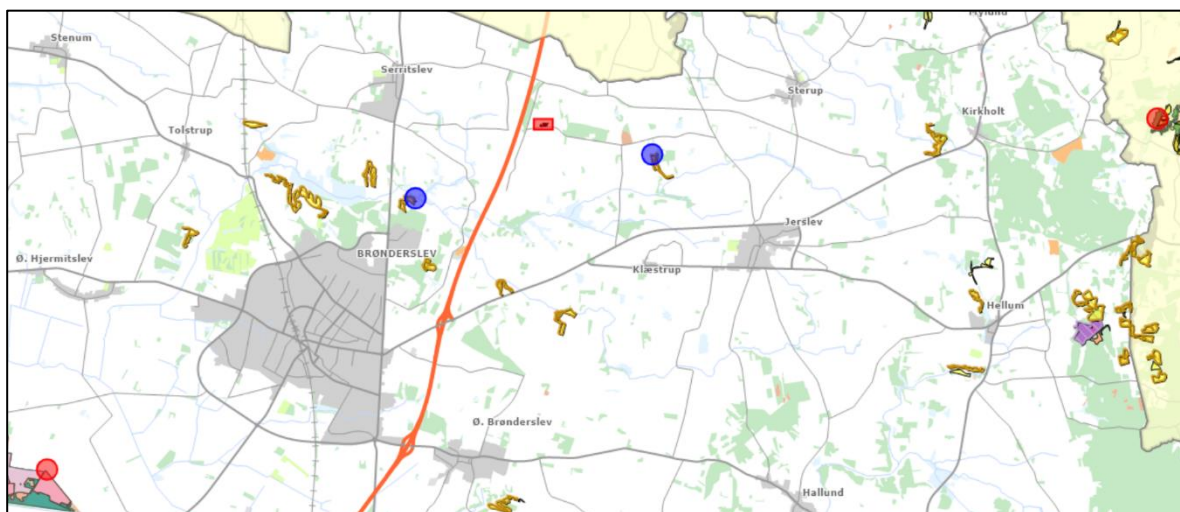 Stenum
Serritslev
Sterup
Kirkholt
Tolstrup
Jerslev
BRØNDERSLEV
Ø. Hjermitslev
Klæstrup
Hellum
Ø. Brønderslev
Hallund